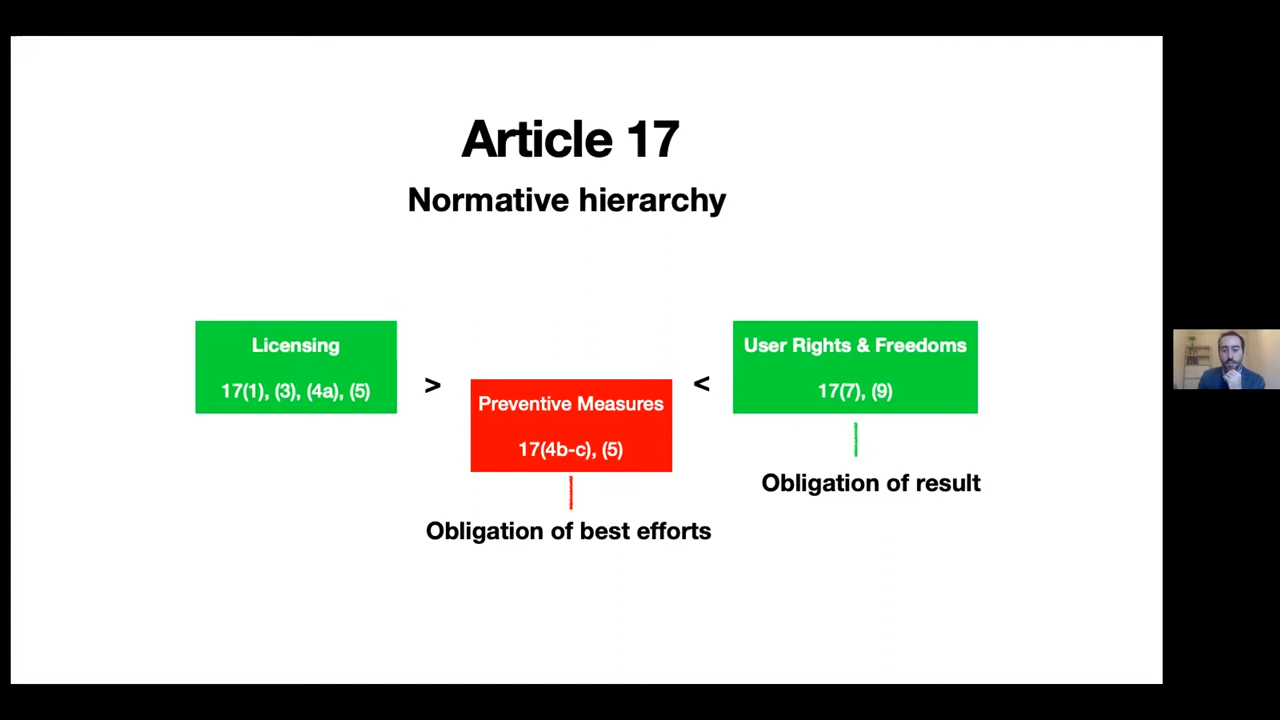 Article 17
Normative hierarchy
Licensing
17(1), (3), (4a), (5)
>
Preventive Measures
17(4b-c), (5)
<
User Rights & Freedoms
17(7), (9)
Obligation of result
Obligation of best efforts